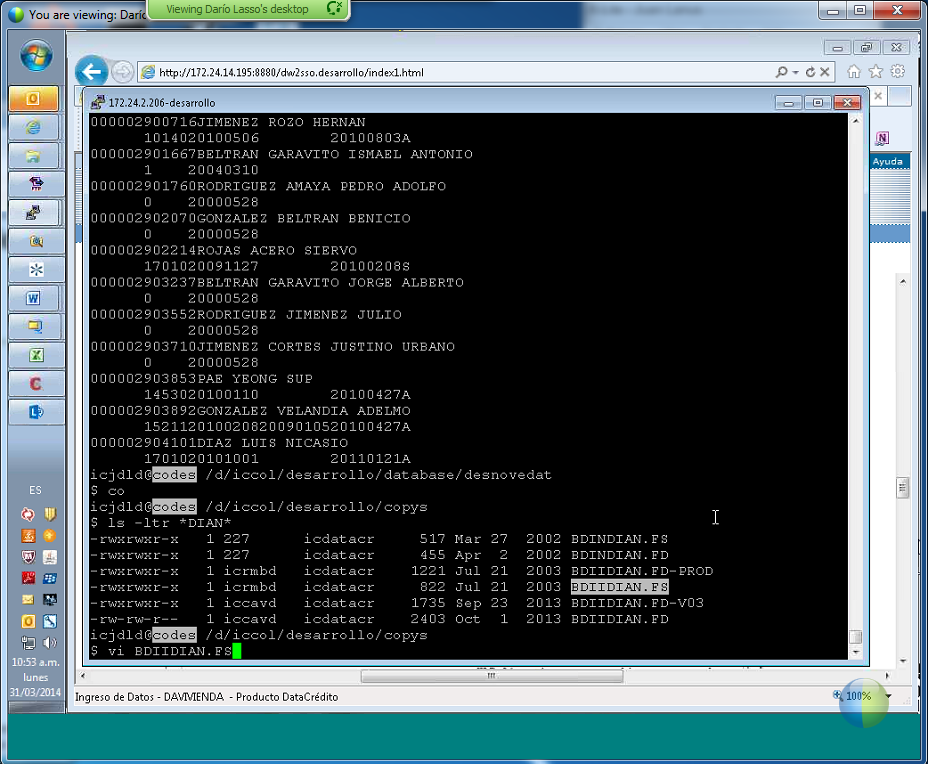 You are viewing: Darío
Viewing Darío Lasso's desktop
http://172.24.14.195:8880/dw2sso.desarrollo/index1.html
172.24.2.206-desarrollo
Ayuda
000002900716JIMENEZ ROZO HERNAN
1014020100506 20100803A
000002901667BELTRAN GARAVITO ISMAEL ANTONIO
1 20040310
000002901760RODRIGUEZ AMAYA PEDRO ADOLFO
0 20000528
000002902070GONZALEZ BELTRAN BENICIO
0 20000528
000002902214ROJAS ACERO SIERVO
1701020091127 20100208S
000002903237BELTRAN GARAVITO JORGE ALBERTO
0 20000528
000002903552RODRIGUEZ JIMENEZ JULIO
0 20000528
000002903710JIMENEZ CORTES JUSTINO URBANO
0 20000528
000002903853PAE YEONG SUP
1453020100110 20100427A
000002903892GONZALEZ VELANDIA ADELMO
152112010020820090105​20100427A
000002904101DIAZ LUIS NICASIO
1701020101001 20110121A
icjdld@codes /d/iccol/desarrollo/database/desnovedat
$ co
icjdld@codes /d/iccol/desarrollo/copys
$ ls -ltr *DIAN*
-rwxrwxr-x 1 227 icdatacr 517 Mar 27 2002 BDINDIAN.FS
-rwxrwxr-x 1 227 icdatacr 455 Apr 2 2002 BDINDIAN.FD
-rwxrwxr-x 1 icrmbd icdatacr 1221 Jul 21 2003 BDIIDIAN.FD-PROD
-rwxrwxr-x 1 icrmbd icdatacr 822 Jul 21 2003 BDIIDIAN.FS
-rwxrwxr-x 1 iccavd icdatacr 1735 Sep 23 2013 BDIIDIAN.FD-V03
-rw-rw-r-- 1 iccavd icdatacr 2403 Oct 1 2013 BDIIDIAN.FD
icjdld@codes /d/iccol/desarrollo/copys
$ vi BDIIDIAN.FS
ES
10:53 a.m.
lunes
31/03/2014
Ingreso de Datos - DAVIVIENDA - Producto DataCrédito
100%